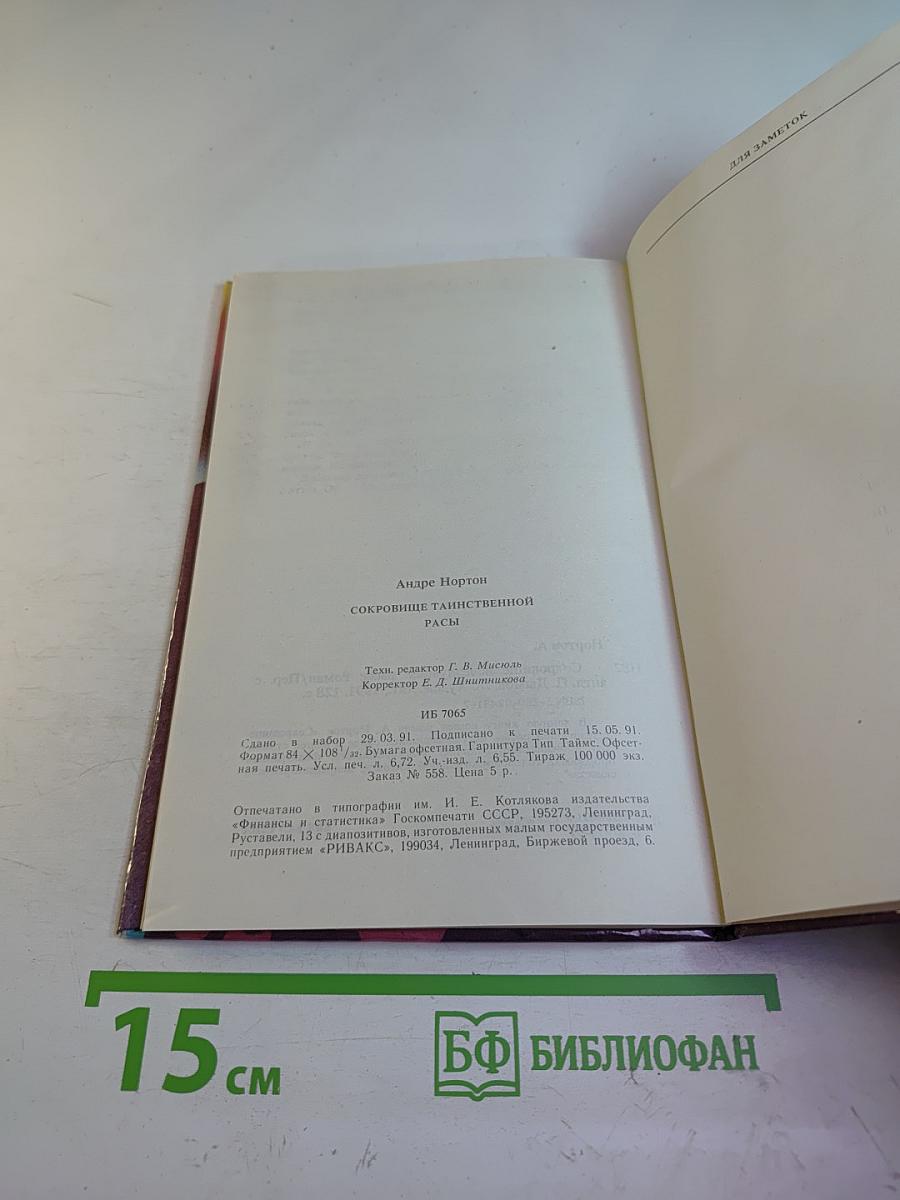 ДЛЯ ЗАМЕТОК
Андре Нортон
СОКРОВИЩЕ ТАИНСТВЕННОЙ
РАСЫ
Техн. редактор Г. В. Мисюль
Корректор Е. Д. Шнитникова
ИБ 7065
Сдано в набор 29.03.91. Подписано к печати 15.05.91.
Формат 84 × 108 1/32. Бумага офсетная. Гарнитура Тип Таймс. Офсет-
ная печать. Усл. печ. л. 6,72. Уч.-изд. л. 6,55. Тираж 100 000 экз.
Заказ № 558. Цена 5 р.
Отпечатано в типографии им. И. Е. Котлякова издательства
«Финансы и статистика» Госкомпечати СССР, 195273, Ленинград,
Руставели, 13 с диапозитивов, изготовленных малым государственным
предприятием «РИВАКС», 199034, Ленинград, Биржевой проезд, 6.
15 см
БФ БИБЛИОФАН